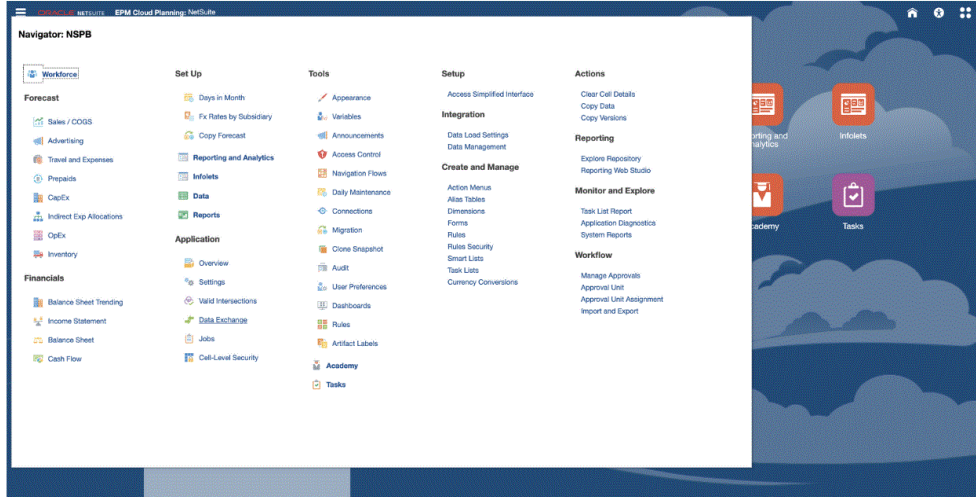 ORACLE NETSUITE EPM Cloud Planning: NetSuite
Navigator: NSPB
Workforce
Forecast
Sales / COGS
Advertising
Travel and Expenses
Prepaids
CapEx
Indirect Exp Allocations
OpEx
Inventory
Financials
Balance Sheet Trending
Income Statement
Balance Sheet
Cash Flow
Set Up
Days in Month
Fx Rates by Subsidiary
Copy Forecast
Reporting and Analytics
Infolets
Data
Reports
Application
Overview
Settings
Valid Intersections
Data Exchange
Jobs
Cell-Level Security
Tools
Appearance
Variables
Announcements
Access Control
Navigation Flows
Daily Maintenance
Connections
Migration
Clone Snapshot
Audit
User Preferences
Dashboards
Rules
Artifact Labels
Academy
Tasks
Setup
Access Simplified Interface
Integration
Data Load Settings
Data Management
Create and Manage
Action Menus
Alias Tables
Dimensions
Forms
Rules
Rules Security
Smart Lists
Task Lists
Currency Conversions
Actions
Clear Cell Details
Copy Data
Copy Versions
Reporting
Explore Repository
Reporting Web Studio
Monitor and Explore
Task List Report
Application Diagnostics
System Reports
Workflow
Manage Approvals
Approval Unit
Approval Unit Assignment
Import and Export
orting and
nalytics
Infolets
cademy
Tasks